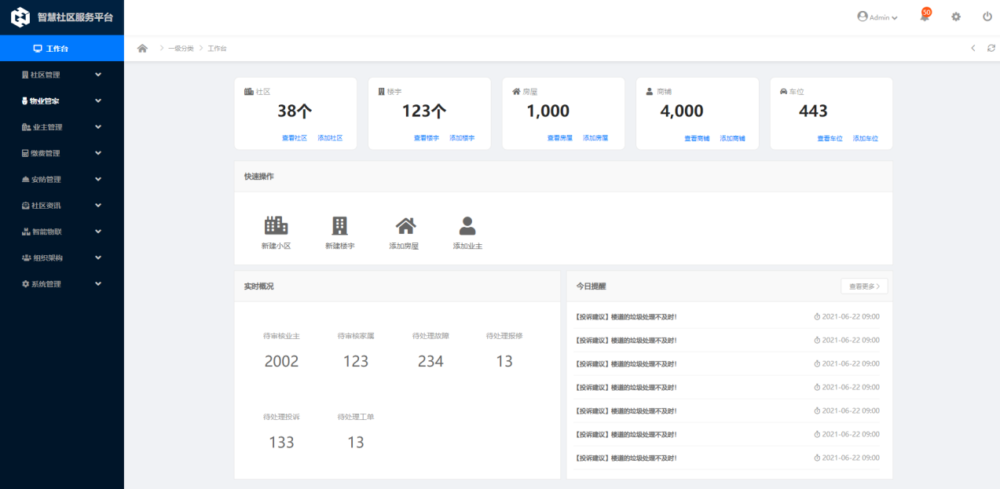 智慧社区服务平台
Admin
50
工作台
一级分类
工作台
社区管理
物业管家
业主管理
缴费管理
安防管理
社区资讯
智能物联
组织架构
系统管理
社区
38个
查看社区 添加社区
楼宇
123个
查看楼宇 添加楼宇
房屋
1,000
查看房屋 添加房屋
商铺
4,000
查看商铺 添加商铺
车位
443
查看车位 添加车位
快速操作
新建小区
新建楼宇
添加房屋
添加业主
实时概况
待审核业主
2002
待审核家属
123
待处理故障
234
待处理报修
13
待处理投诉
133
待处理工单
13
今日提醒
查看更多
【投诉建议】楼道的垃圾处理不及时! 2021-06-22 09:00
【投诉建议】楼道的垃圾处理不及时! 2021-06-22 09:00
【投诉建议】楼道的垃圾处理不及时! 2021-06-22 09:00
【投诉建议】楼道的垃圾处理不及时! 2021-06-22 09:00
【投诉建议】楼道的垃圾处理不及时! 2021-06-22 09:00
【投诉建议】楼道的垃圾处理不及时! 2021-06-22 09:00
【投诉建议】楼道的垃圾处理不及时! 2021-06-22 09:00